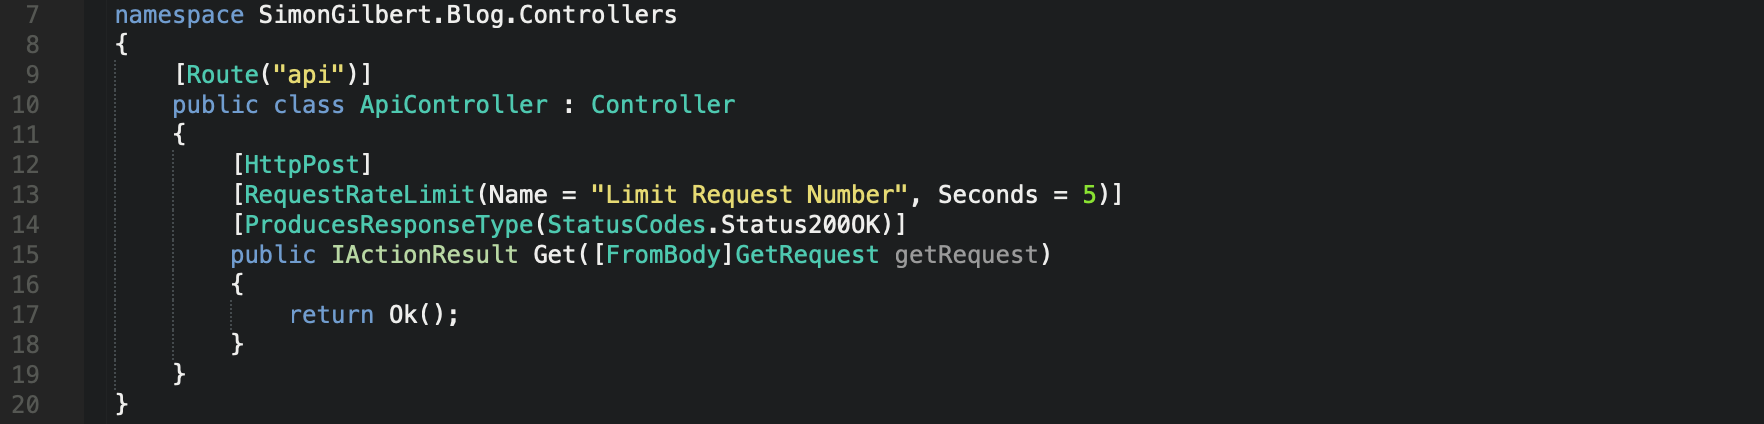 7 namespace SimonGilbert.Blog.Controllers
8 {
9 [Route("api")]
10 public class ApiController : Controller
11 {
12 [HttpPost]
13 [RequestRateLimit(Name = "Limit Request Number", Seconds = 5)]
14 [ProducesResponseType(StatusCodes.Status200OK)]
15 public IActionResult Get([FromBody]GetRequest getRequest)
16 {
17 return Ok();
18 }
19 }
20 }